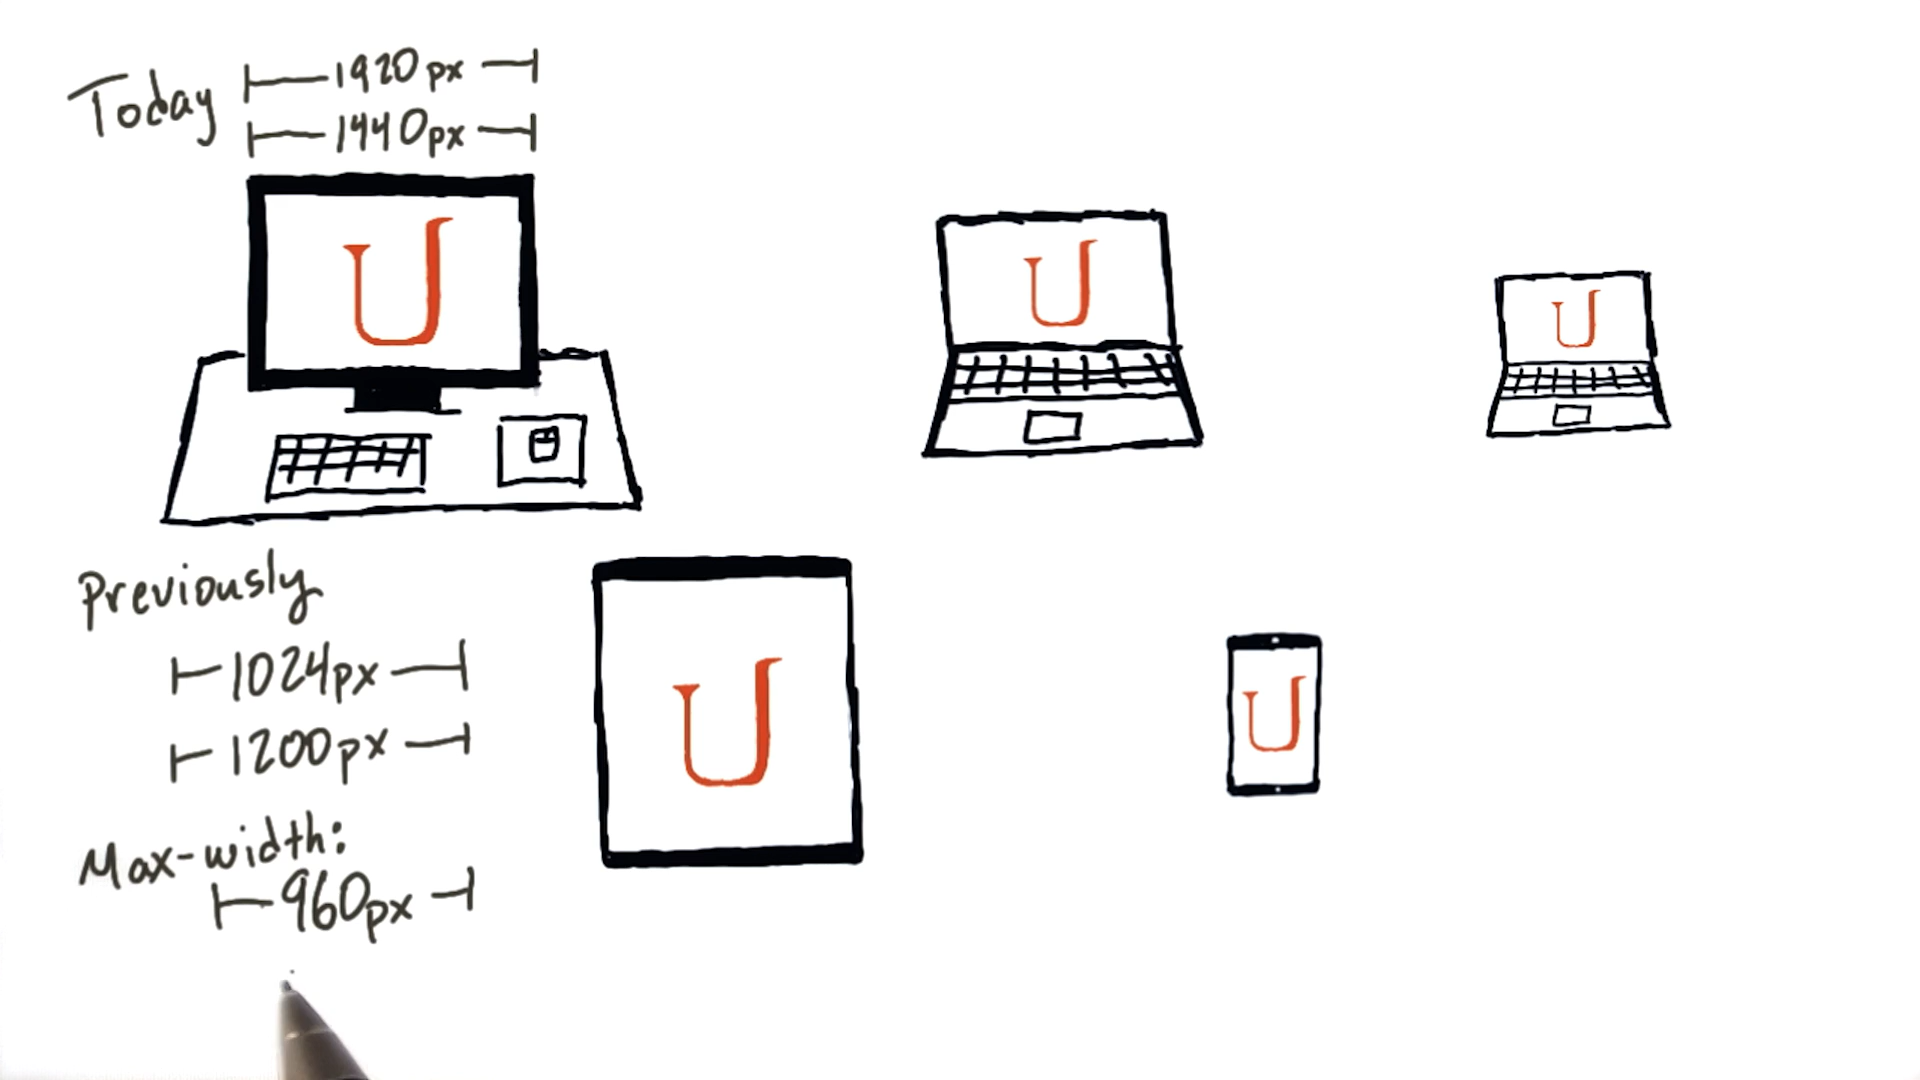 Today
1920px
1440px
U
U
U
Previously
1024px
1200px
Max-width:
960px
U
U